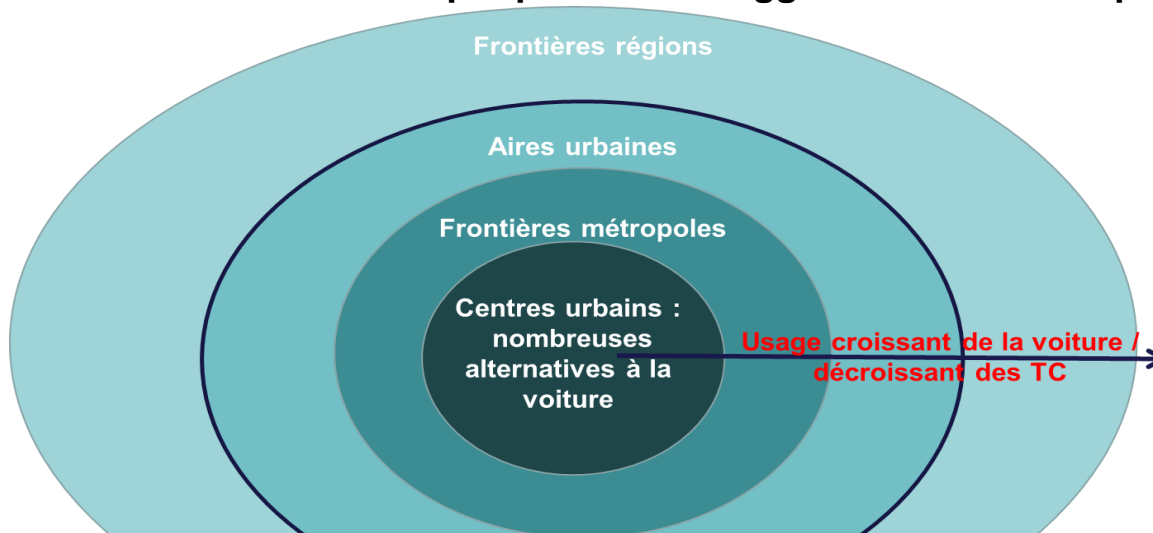 Frontières régions
Aires urbaines
Frontières métropoles
Centres urbains :
nombreuses
alternatives à la
voiture
Usage croissant de la voiture /
décroissant des TC